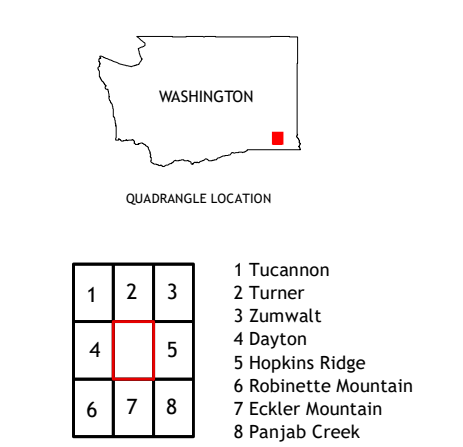 WASHINGTON
QUADRANGLE LOCATION
1 2 3
4 5
6 7 8
1 Tucannon
2 Turner
3 Zumwalt
4 Dayton
5 Hopkins Ridge
6 Robinette Mountain
7 Eckler Mountain
8 Panjab Creek